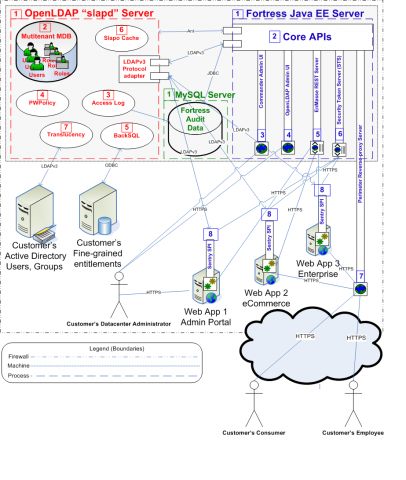 1 OpenLDAP "slapd" Server
1 Fortress Java EE Server
2
Multitenant MDB
Users
Roles
6
Slapo Cache
LDAPv3
Protocol
adapter
2 Core APIs
LDAPv3
JDBC
4
PWPolicy
3
Access Log
7
Translucency
5
BackSQL
1 MySQL Server
Fortress
Audit
Data
LDAPv3
LDAPv3
Commander Admin UI
OpenLDAP Admin UI
EnMasse REST Server
Security Token Server (STS)
Perimeter Reverse-proxy Server
3
4
5
6
LDAPv3
ODBC
HTTPS
HTTPS
HTTPS
Customer's
Active Directory
Users, Groups
Customer's
Fine-grained
entitlements
8
Sentry SPI
8
Sentry SPI
8
Sentry SPI
7
HTTPS
Web App 1
Admin Portal
Web App 2
eCommerce
Web App 3
Enterprise
Customer's Datacenter Administrator
HTTPS
HTTPS
Legend (Boundaries)
Firewall
Machine
Process
Customer's Consumer
Customer's Employee